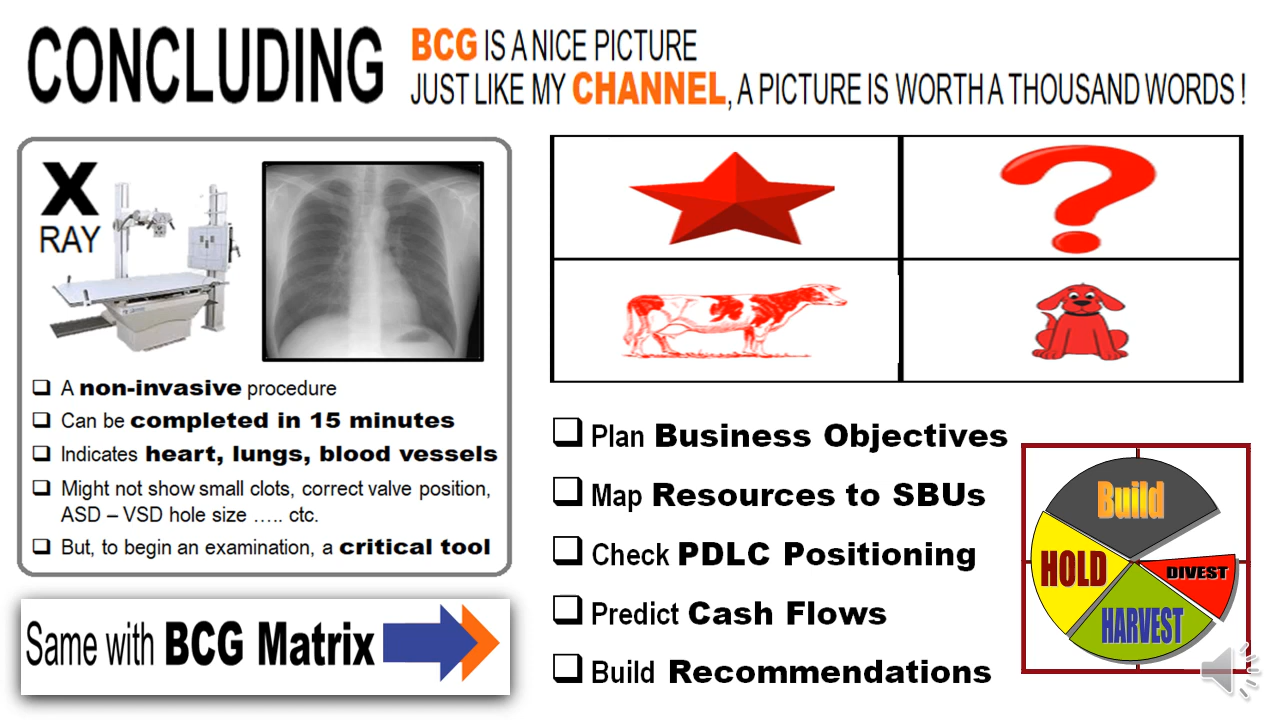 CONCLUDING
BCG IS A NICE PICTURE
JUST LIKE MY CHANNEL, A PICTURE IS WORTH A THOUSAND WORDS !
X
RAY
❑ A non-invasive procedure
❑ Can be completed in 15 minutes
❑ Indicates heart, lungs, blood vessels
❑ Might not show small clots, correct valve position,
ASD – VSD hole size ….. ctc.
❑ But, to begin an examination, a critical tool
Same with BCG Matrix
❑ Plan Business Objectives
❑ Map Resources to SBUs
❑ Check PDLC Positioning
❑ Predict Cash Flows
❑ Build Recommendations
Build
HOLD
DIVEST
HARVEST